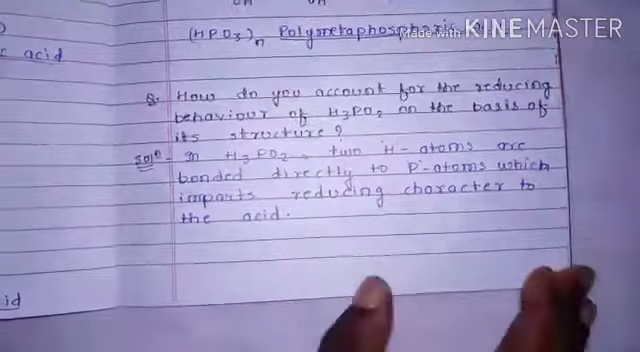 OH OH
(HPO3)n Polymetaphosphoric
Made with KINEMASTER
acid
Q. How do you account for the reducing
behaviour of H3PO2 on the basis of
its structure?
Soln - In H3PO2, two H-atoms are
bonded directly to P-atoms which
imparts reducing character to
the acid.
id